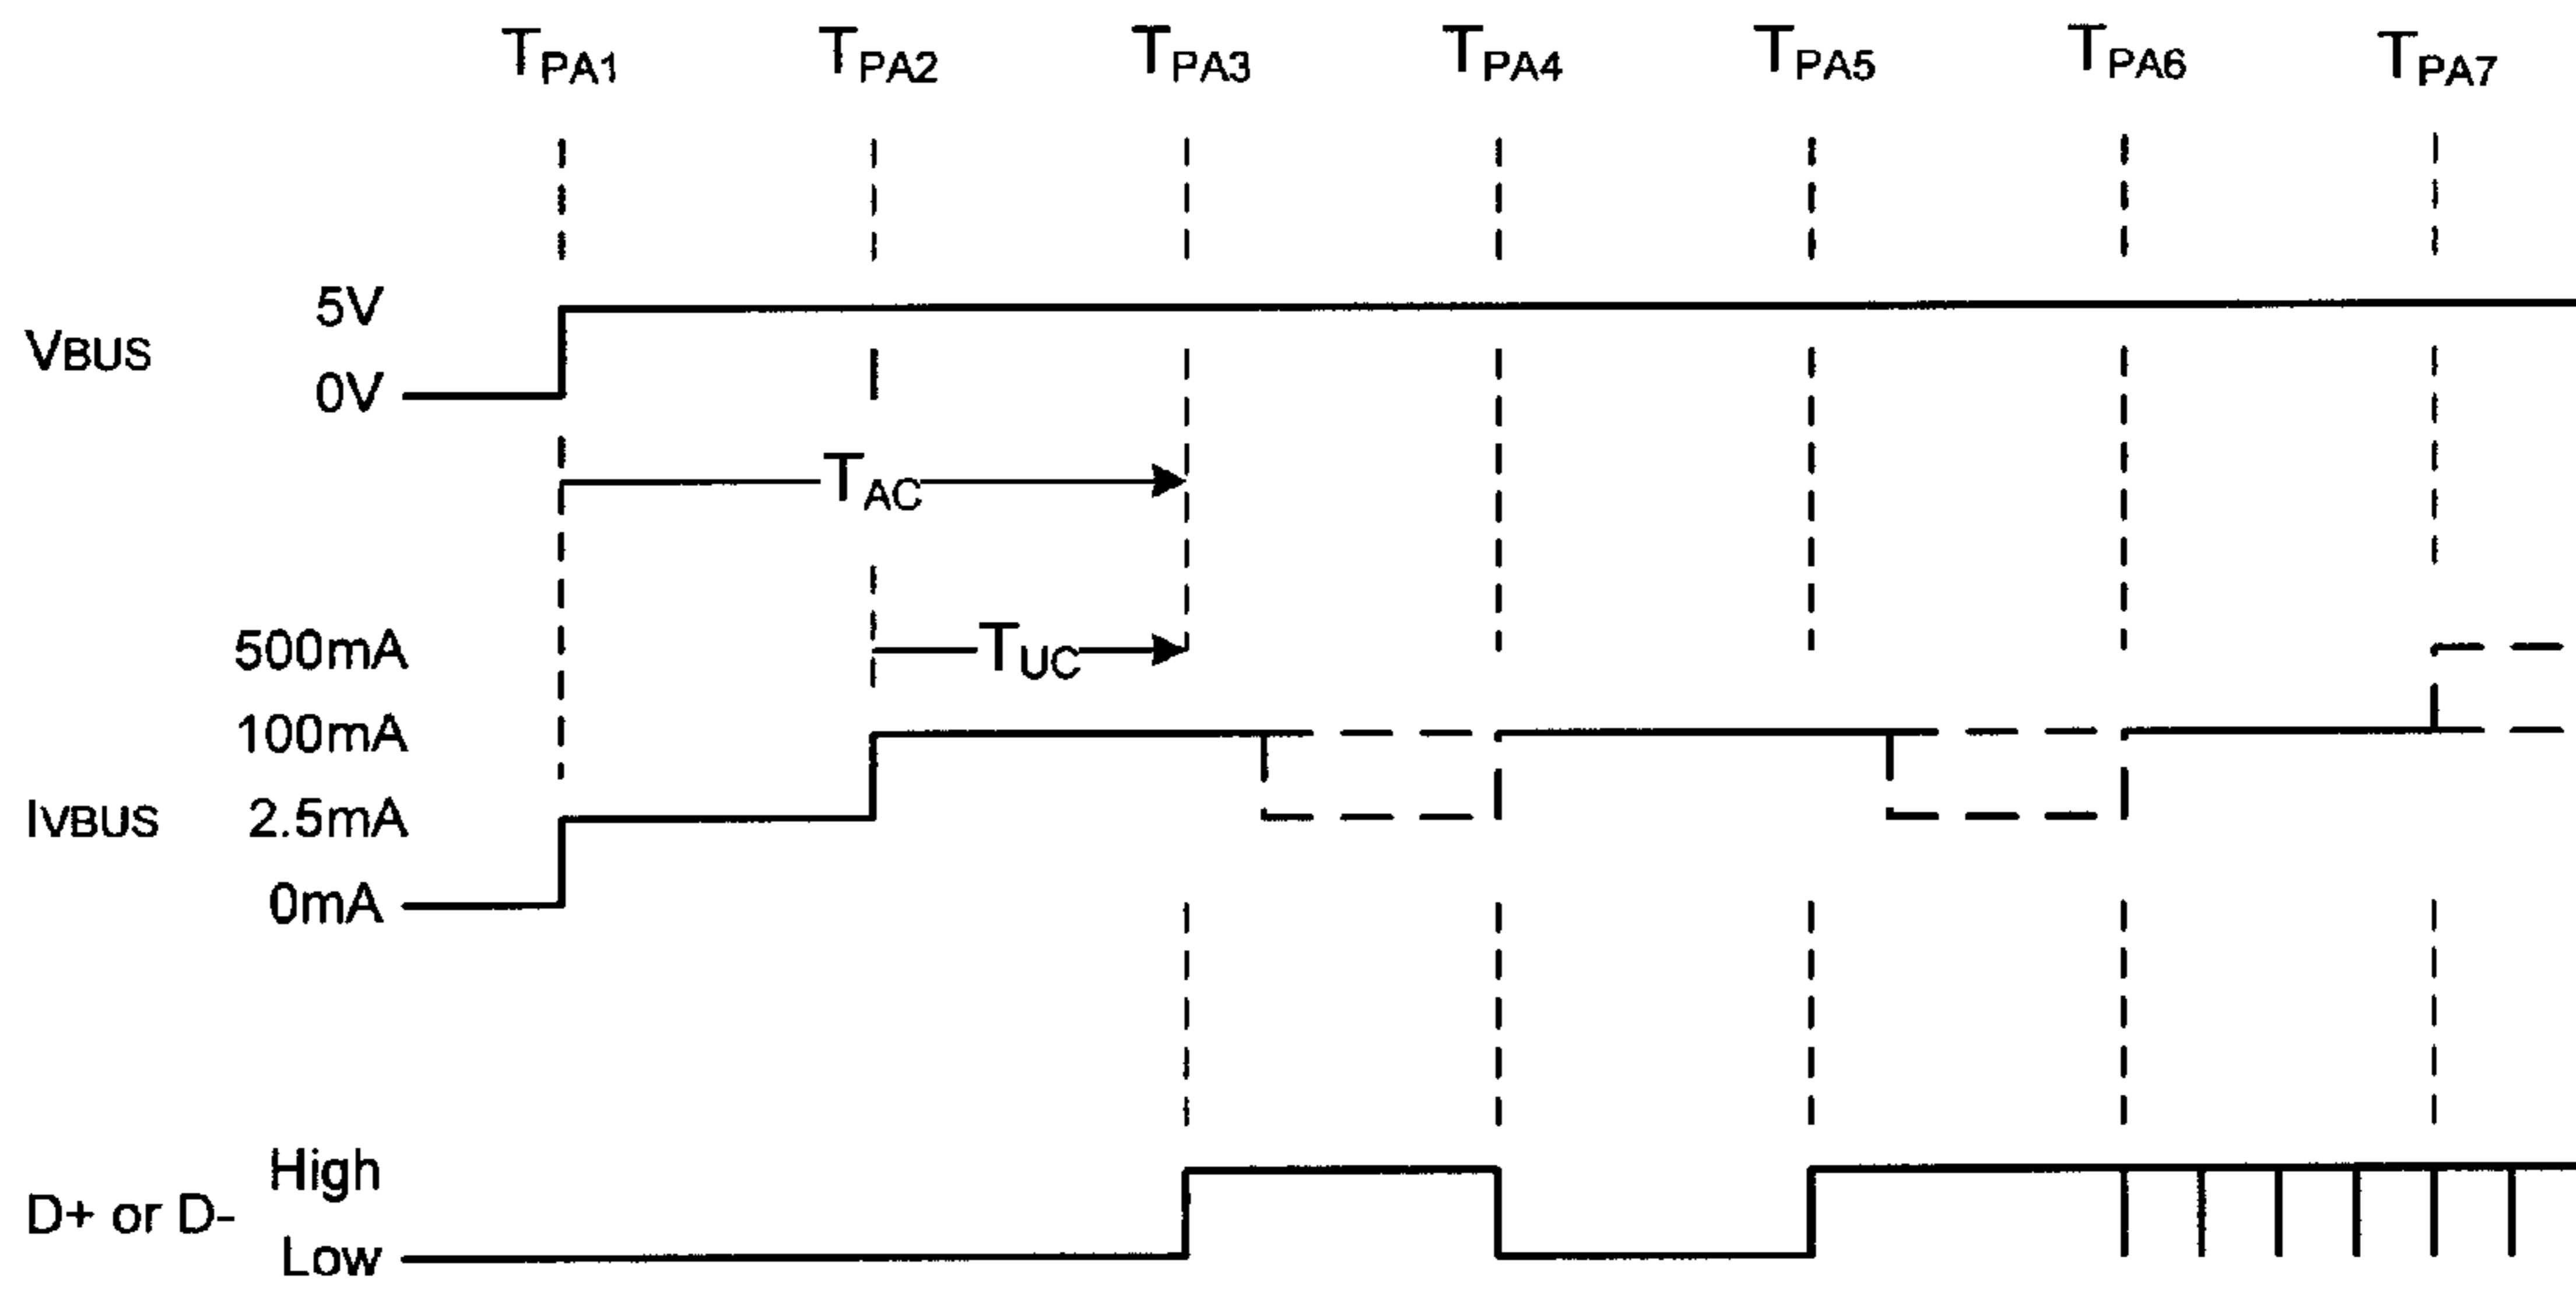 TPA1 TPA2 TPA3 TPA4 TPA5 TPA6 TPA7
5V
VBUS
0V
TAC
500mA
TUC
100mA
IVBUS 2.5mA
0mA
High
D+ or D-
Low